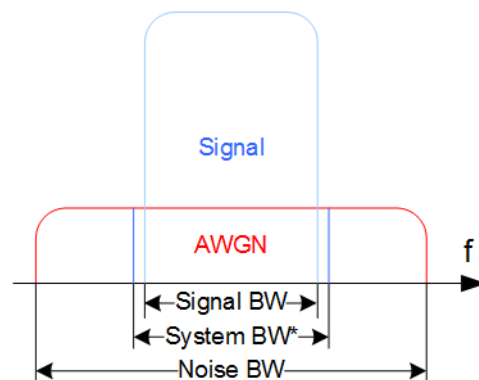 Signal
AWGN
f
Signal BW
System BW*
Noise BW